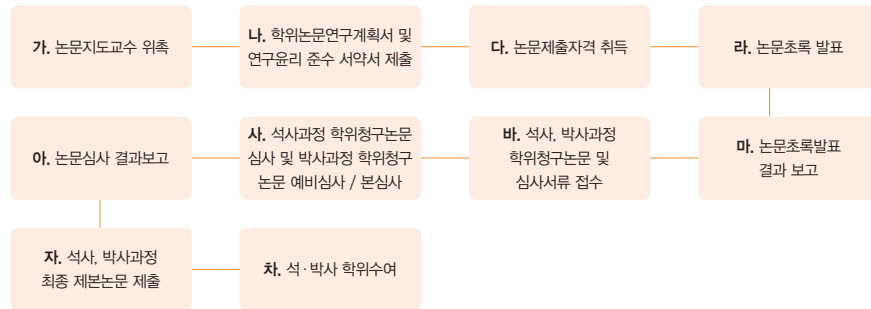 가. 논문지도교수 위촉
나. 학위논문연구계획서 및
연구윤리 준수 서약서 제출
다. 논문제출자격 취득
라. 논문초록 발표
마. 논문초록발표
결과 보고
바. 석사, 박사과정
학위청구논문 및
심사서류 접수
사. 석사과정 학위청구논문
심사 및 박사과정 학위청구
논문 예비심사 / 본심사
아. 논문심사 결과보고
자. 석사, 박사과정
최종 제본논문 제출
차. 석·박사 학위수여